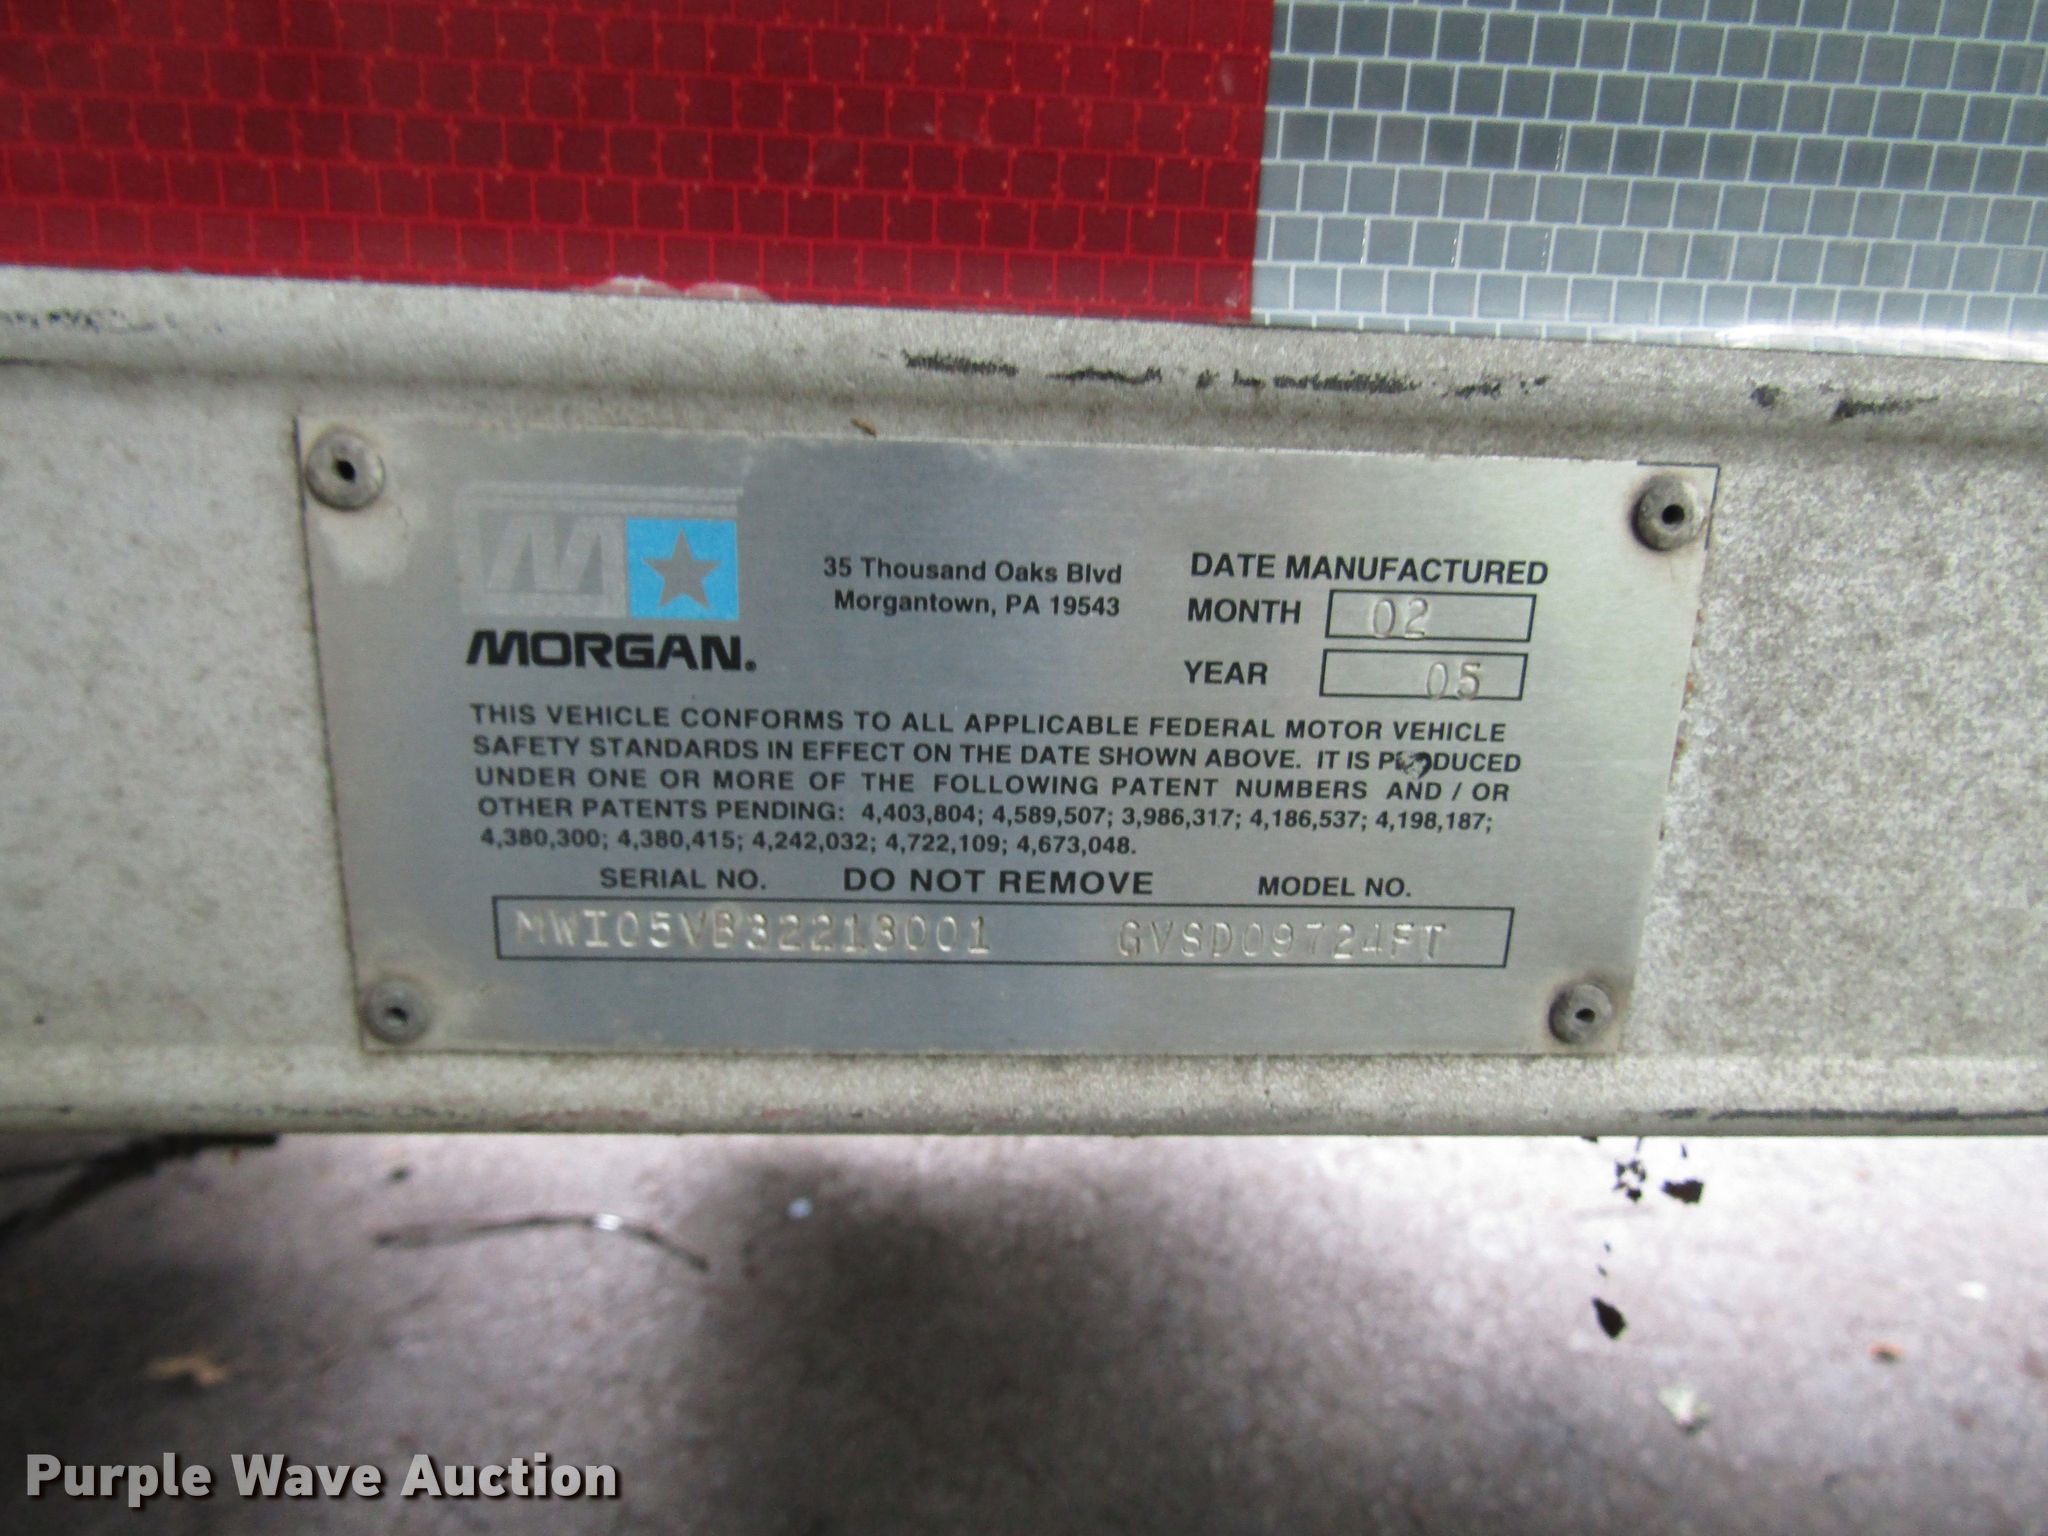 M
MORGAN®
35 Thousand Oaks Blvd
Morgantown, PA 19543
DATE MANUFACTURED
MONTH 02
YEAR 05
THIS VEHICLE CONFORMS TO ALL APPLICABLE FEDERAL MOTOR VEHICLE
SAFETY STANDARDS IN EFFECT ON THE DATE SHOWN ABOVE. IT IS PRODUCED
UNDER ONE OR MORE OF THE FOLLOWING PATENT NUMBERS AND / OR
OTHER PATENTS PENDING: 4,403,804; 4,589,507; 3,986,317; 4,186,537; 4,198,187;
4,380,300; 4,380,415; 4,242,032; 4,722,109; 4,673,048.
SERIAL NO. DO NOT REMOVE MODEL NO.
MWI05VB32213001 GVSD09724FT
Purple Wave Auction